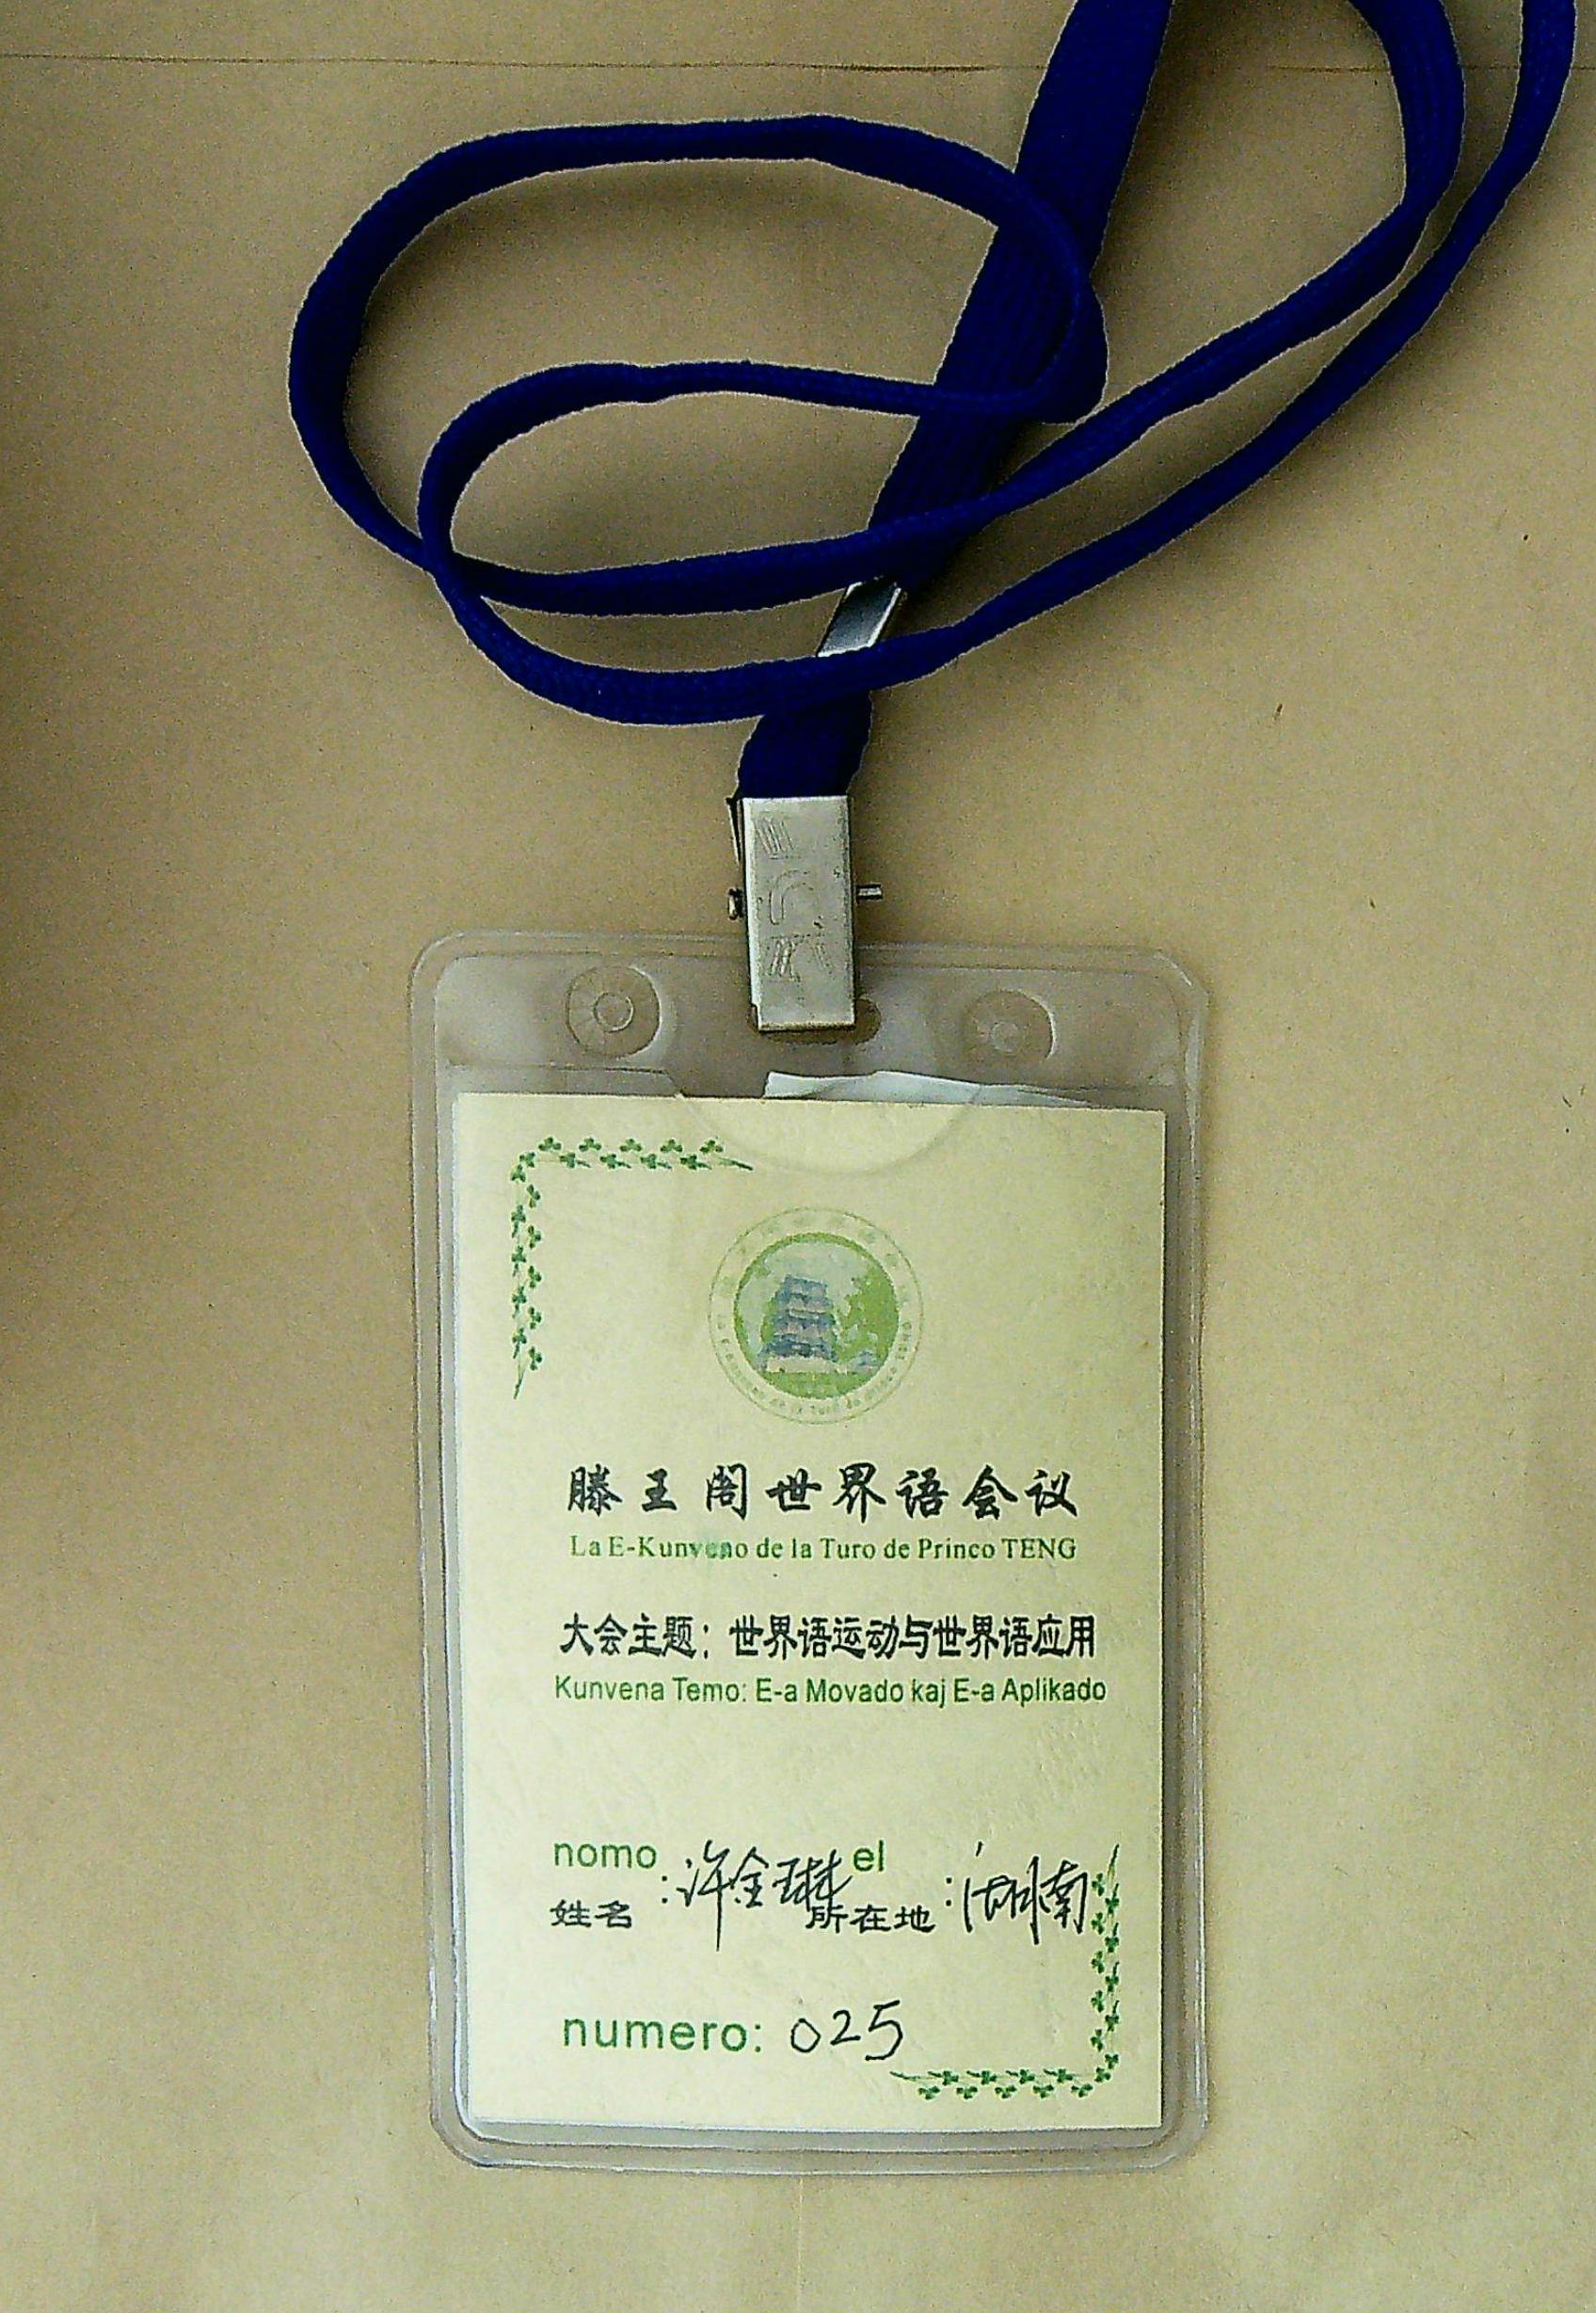 滕王阁世界语会议
La E-Kunveno de la Turo de Princo TENG
大会主题：世界语运动与世界语应用
Kunvena Temo: E-a Movado kaj E-a Aplikado
nomo el
姓名：许金琳 所在地：湖南
numero: 025